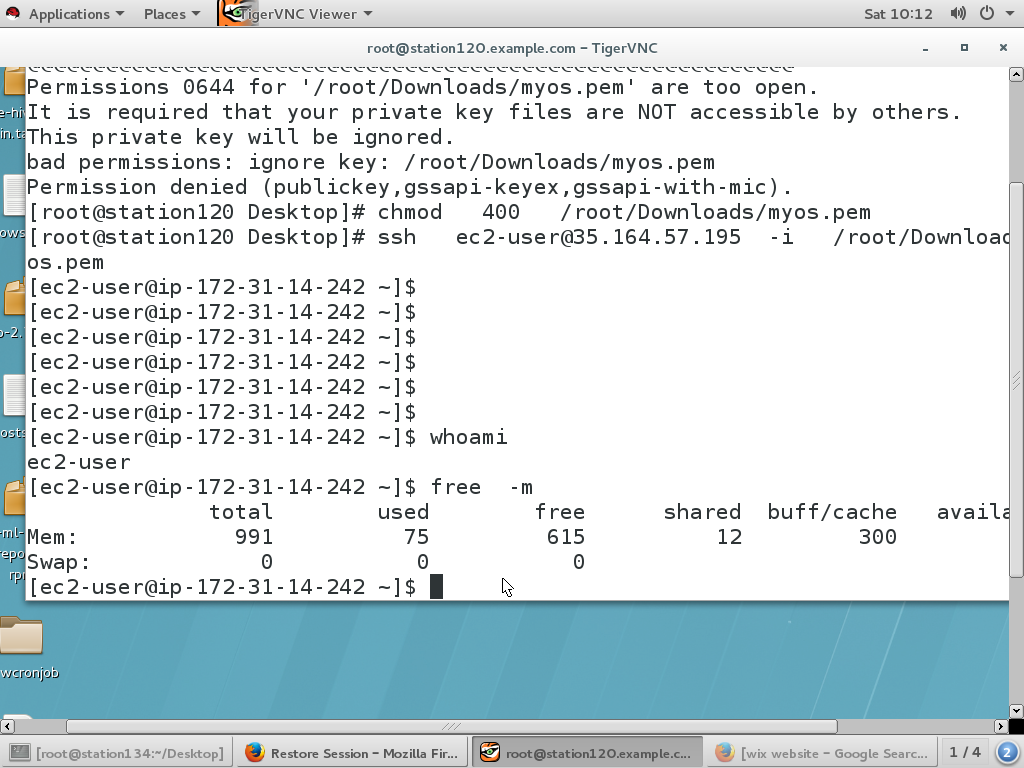 Applications Places TigerVNC Viewer Sat 10:12
root@station120.example.com – TigerVNC
Permissions 0644 for '/root/Downloads/myos.pem' are too open.
It is required that your private key files are NOT accessible by others.
This private key will be ignored.
bad permissions: ignore key: /root/Downloads/myos.pem
Permission denied (publickey,gssapi-keyex,gssapi-with-mic).
[root@station120 Desktop]# chmod 400 /root/Downloads/myos.pem
[root@station120 Desktop]# ssh ec2-user@35.164.57.195 -i /root/Downloa
os.pem
[ec2-user@ip-172-31-14-242 ~]$
[ec2-user@ip-172-31-14-242 ~]$
[ec2-user@ip-172-31-14-242 ~]$
[ec2-user@ip-172-31-14-242 ~]$
[ec2-user@ip-172-31-14-242 ~]$
[ec2-user@ip-172-31-14-242 ~]$
[ec2-user@ip-172-31-14-242 ~]$ whoami
ec2-user
[ec2-user@ip-172-31-14-242 ~]$ free -m
total used free shared buff/cache availa
Mem: 991 75 615 12 300
Swap: 0 0 0
[ec2-user@ip-172-31-14-242 ~]$
wcronjob
[root@station134:~/Desktop] Restore Session – Mozilla Fir... root@station120.example.c... [wix website – Google Searc... 1 / 4 2